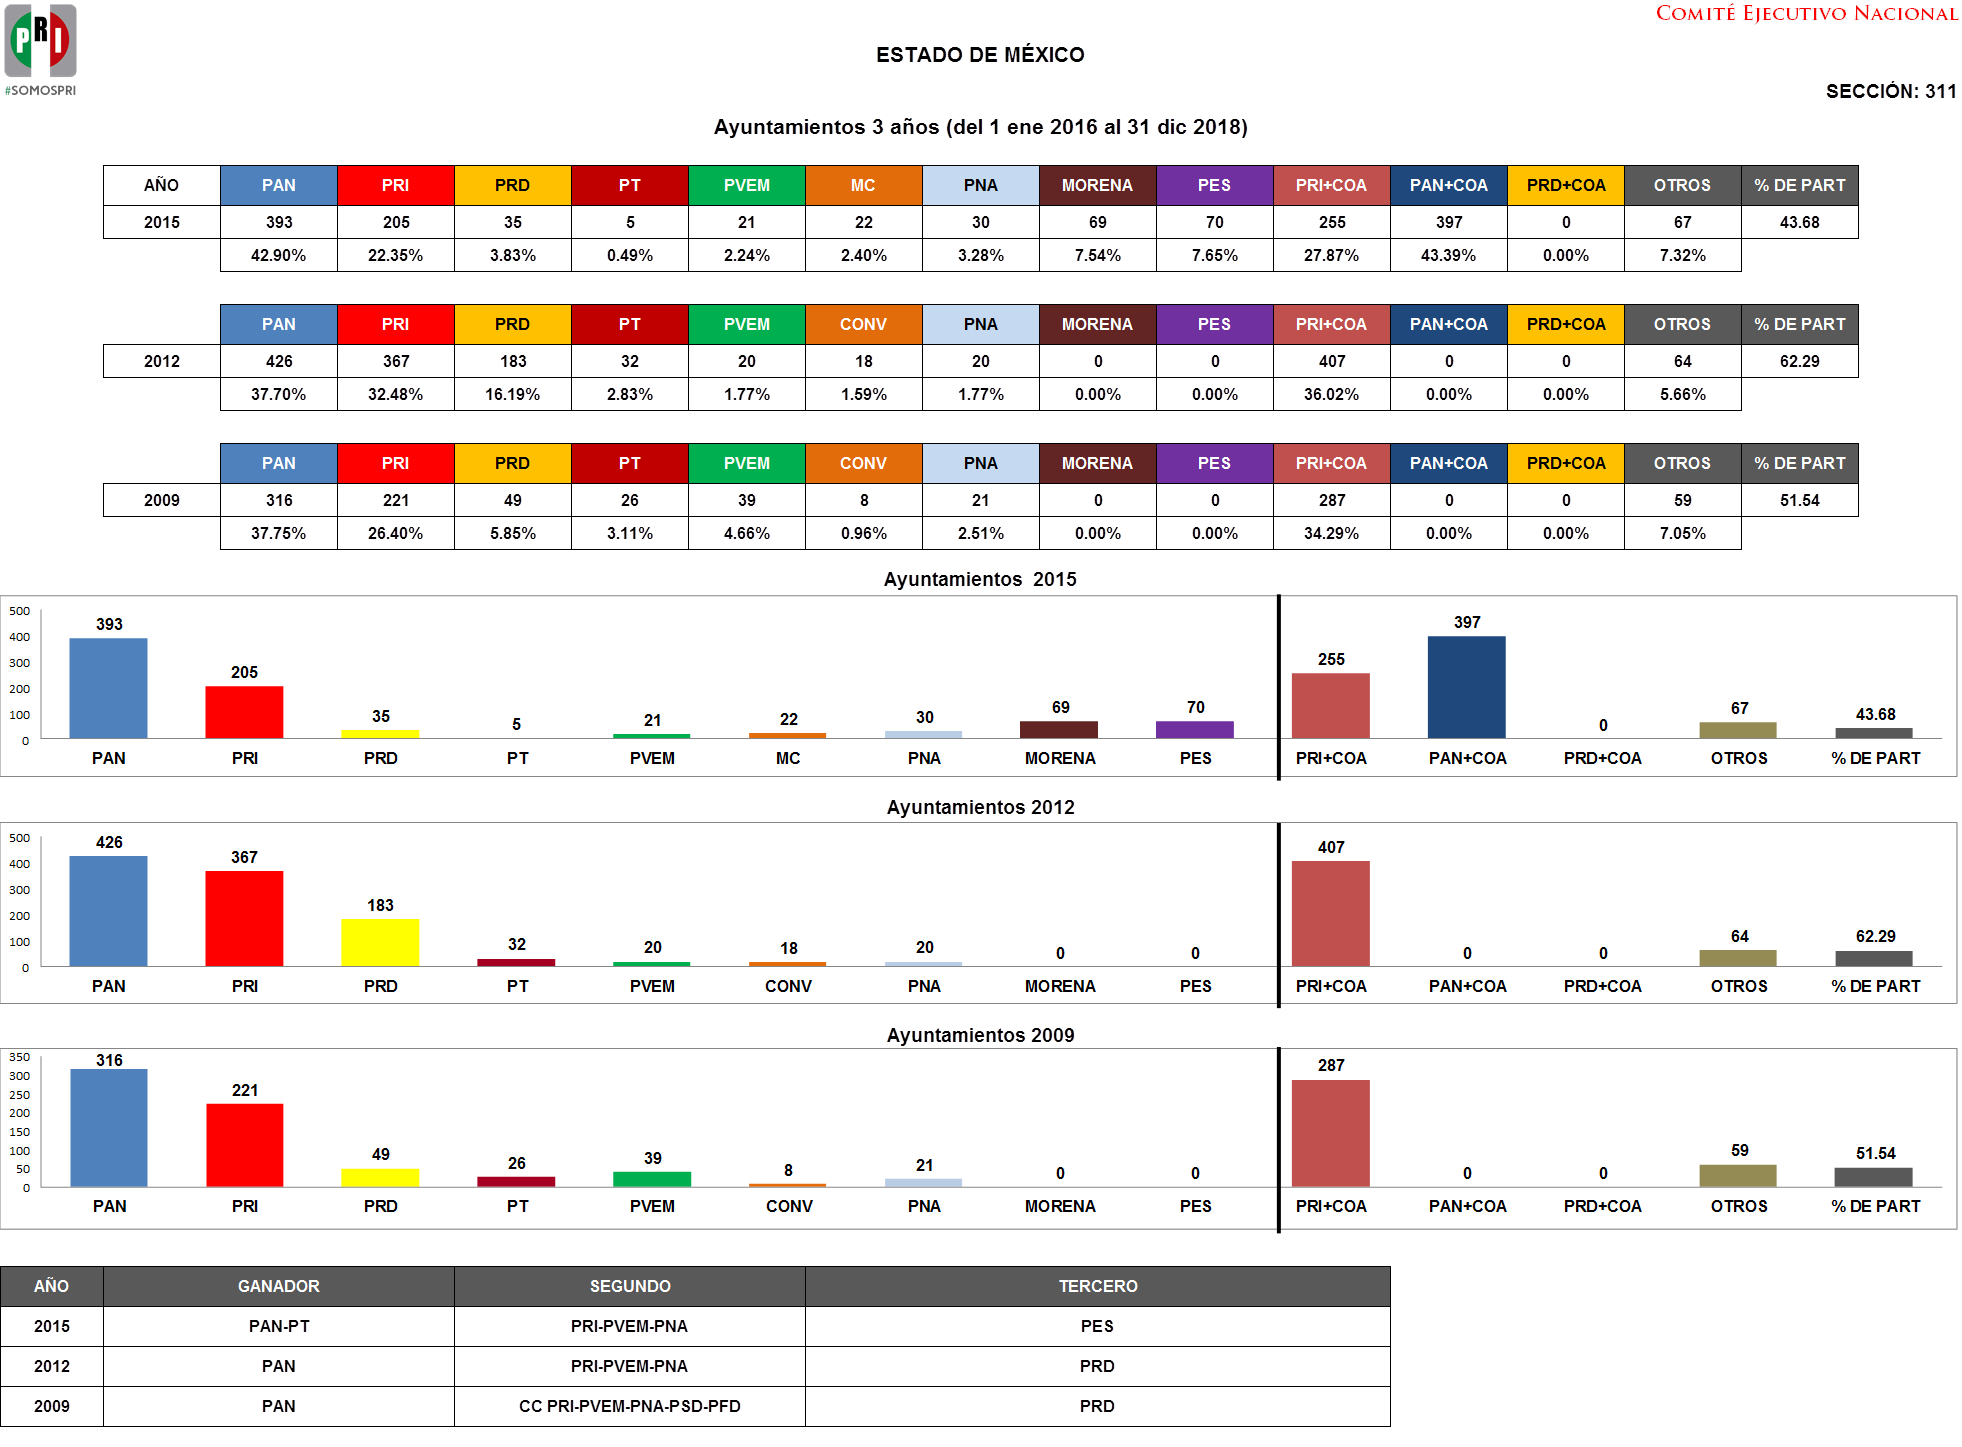 COMITÉ EJECUTIVO NACIONAL
PRI
#SOMOSPRI
ESTADO DE MÉXICO
SECCIÓN: 311
Ayuntamientos 3 años (del 1 ene 2016 al 31 dic 2018)
AÑO PAN PRI PRD PT PVEM MC PNA MORENA PES PRI+COA PAN+COA PRD+COA OTROS % DE PART
2015 393 205 35 5 21 22 30 69 70 255 397 0 67 43.68
42.90% 22.35% 3.83% 0.49% 2.24% 2.40% 3.28% 7.54% 7.65% 27.87% 43.39% 0.00% 7.32%
PAN PRI PRD PT PVEM CONV PNA MORENA PES PRI+COA PAN+COA PRD+COA OTROS % DE PART
2012 426 367 183 32 20 18 20 0 0 407 0 0 64 62.29
37.70% 32.48% 16.19% 2.83% 1.77% 1.59% 1.77% 0.00% 0.00% 36.02% 0.00% 0.00% 5.66%
PAN PRI PRD PT PVEM CONV PNA MORENA PES PRI+COA PAN+COA PRD+COA OTROS % DE PART
2009 316 221 49 26 39 8 21 0 0 287 0 0 59 51.54
37.75% 26.40% 5.85% 3.11% 4.66% 0.96% 2.51% 0.00% 0.00% 34.29% 0.00% 0.00% 7.05%
Ayuntamientos 2015
500
400
300
200
100
0
393 205 35 5 21 22 30 69 70 255 397 0 67 43.68
PAN PRI PRD PT PVEM MC PNA MORENA PES PRI+COA PAN+COA PRD+COA OTROS % DE PART
Ayuntamientos 2012
500
400
300
200
100
0
426 367 183 32 20 18 20 0 0 407 0 0 64 62.29
PAN PRI PRD PT PVEM CONV PNA MORENA PES PRI+COA PAN+COA PRD+COA OTROS % DE PART
Ayuntamientos 2009
350
300
250
200
150
100
50
0
316 221 49 26 39 8 21 0 0 287 0 0 59 51.54
PAN PRI PRD PT PVEM CONV PNA MORENA PES PRI+COA PAN+COA PRD+COA OTROS % DE PART
AÑO GANADOR SEGUNDO TERCERO
2015 PAN-PT PRI-PVEM-PNA PES
2012 PAN PRI-PVEM-PNA PRD
2009 PAN CC PRI-PVEM-PNA-PSD-PFD PRD